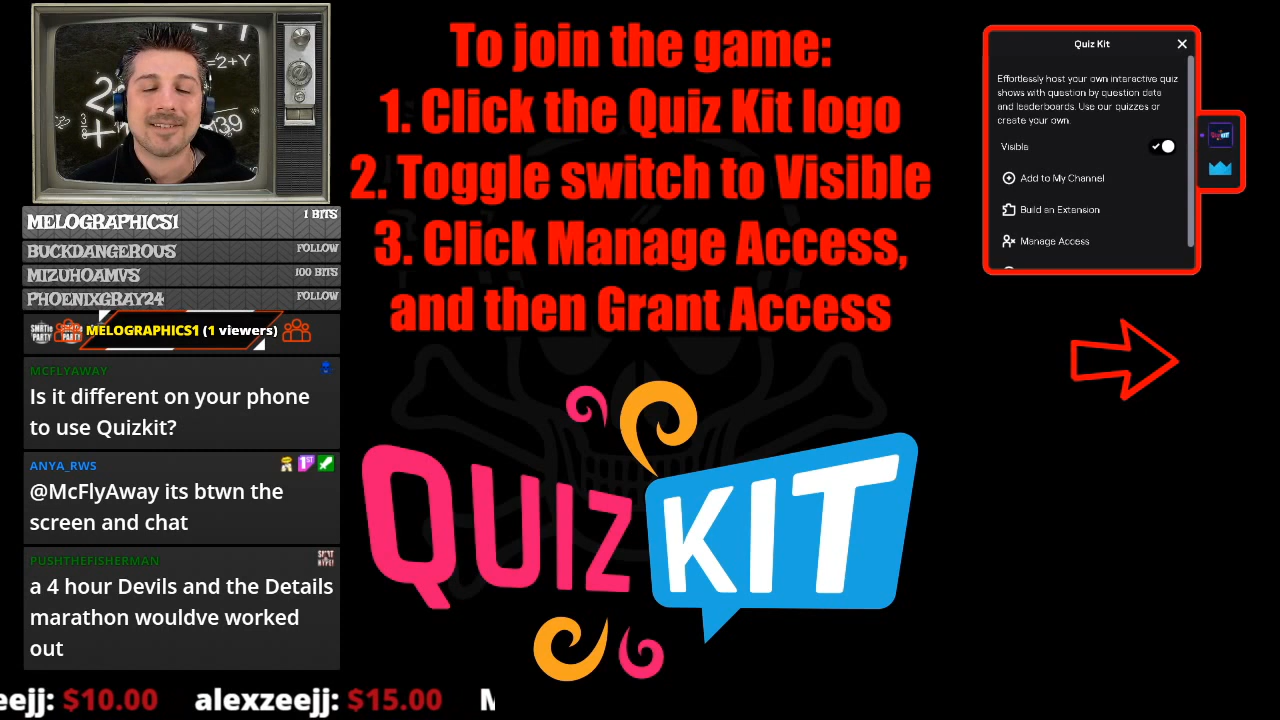 To join the game:
1. Click the Quiz Kit logo
2. Toggle switch to Visible
3. Click Manage Access,
and then Grant Access
QUIZ KIT
Quiz Kit
Effortlessly host your own interactive quiz
shows with question by question data
and leaderboards. Use our quizzes or
create your own.
Visible
Add to My Channel
Build an Extension
Manage Access
MELOGRAPHICS1 1 BITS
BUCKDANGEROUS FOLLOW
MIZUHOAMVS 100 BITS
PHOENIXGRAY24 FOLLOW
MELOGRAPHICS1 (1 viewers)
MCFLYAWAY
Is it different on your phone
to use Quizkit?
ANYA_RWS
@McFlyAway its btwn the
screen and chat
PUSHTHEFISHERMAN
a 4 hour Devils and the Details
marathon wouldve worked
out
eejj: $10.00 alexzeejj: $15.00